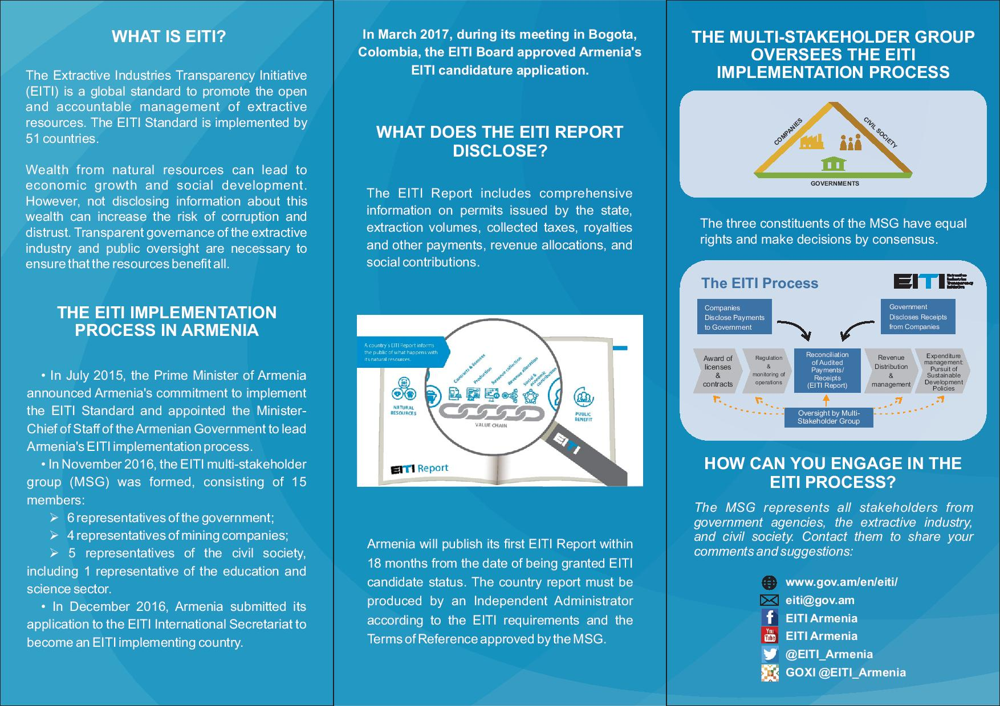 WHAT IS EITI?
The Extractive Industries Transparency Initiative
(EITI) is a global standard to promote the open
and accountable management of extractive
resources. The EITI Standard is implemented by
51 countries.
Wealth from natural resources can lead to
economic growth and social development.
However, not disclosing information about this
wealth can increase the risk of corruption and
distrust. Transparent governance of the extractive
industry and public oversight are necessary to
ensure that the resources benefit all.
THE EITI IMPLEMENTATION
PROCESS IN ARMENIA
• In July 2015, the Prime Minister of Armenia
announced Armenia's commitment to implement
the EITI Standard and appointed the Minister-
Chief of Staff of the Armenian Government to lead
Armenia's EITI implementation process.
• In November 2016, the EITI multi-stakeholder
group (MSG) was formed, consisting of 15
members:
➢ 6 representatives of the government;
➢ 4 representatives of mining companies;
➢ 5 representatives of the civil society,
including 1 representative of the education and
science sector.
• In December 2016, Armenia submitted its
application to the EITI International Secretariat to
become an EITI implementing country.
In March 2017, during its meeting in Bogota,
Colombia, the EITI Board approved Armenia's
EITI candidature application.
WHAT DOES THE EITI REPORT
DISCLOSE?
The EITI Report includes comprehensive
information on permits issued by the state,
extraction volumes, collected taxes, royalties
and other payments, revenue allocations, and
social contributions.
A country's EITI Report informs
the public of what happens with
its natural resources.
Contracts & licences
Production
Revenue collection
Revenue allocation
Social &
economic
contribution
NATURAL
RESOURCES
VALUE CHAIN
PUBLIC
BENEFIT
EITI
EITI Report
Armenia will publish its first EITI Report within
18 months from the date of being granted EITI
candidate status. The country report must be
produced by an Independent Administrator
according to the EITI requirements and the
Terms of Reference approved by the MSG.
THE MULTI-STAKEHOLDER GROUP
OVERSEES THE EITI
IMPLEMENTATION PROCESS
COMPANIES
CIVIL SOCIETY
GOVERNMENTS
The three constituents of the MSG have equal
rights and make decisions by consensus.
The EITI Process
EITI
Extractive
Industries
Transparency
Initiative
Companies
Disclose Payments
to Government
Government
Discloses Receipts
from Companies
Award of
licenses
&
contracts
Regulation
&
monitoring of
operations
Reconciliation
of Audited
Payments/
Receipts
(EITI Report)
Revenue
Distribution
&
management
Expenditure
management:
Pursuit of
Sustainable
Development
Policies
Oversight by Multi-
Stakeholder Group
HOW CAN YOU ENGAGE IN THE
EITI PROCESS?
The MSG represents all stakeholders from
government agencies, the extractive industry,
and civil society. Contact them to share your
comments and suggestions:
www.gov.am/en/eiti/
eiti@gov.am
f EITI Armenia
You
Tube EITI Armenia
@EITI_Armenia
GOXI @EITI_Armenia